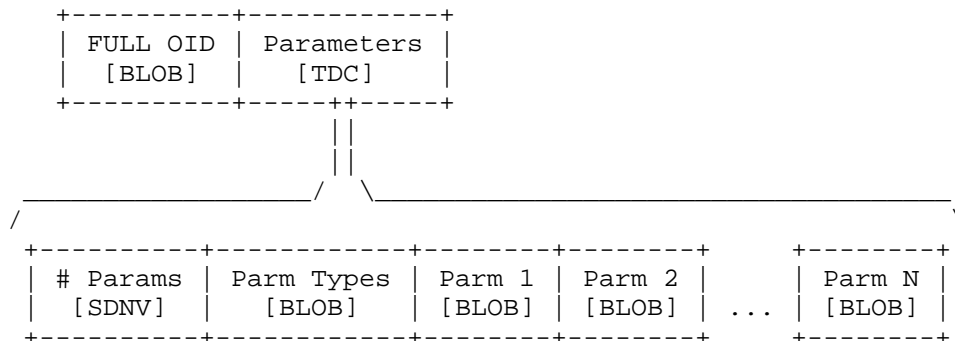 FULL OID Parameters
[BLOB] [TDC]
# Params Parm Types Parm 1 Parm 2 Parm N
[SDNV] [BLOB] [BLOB] [BLOB] ... [BLOB]